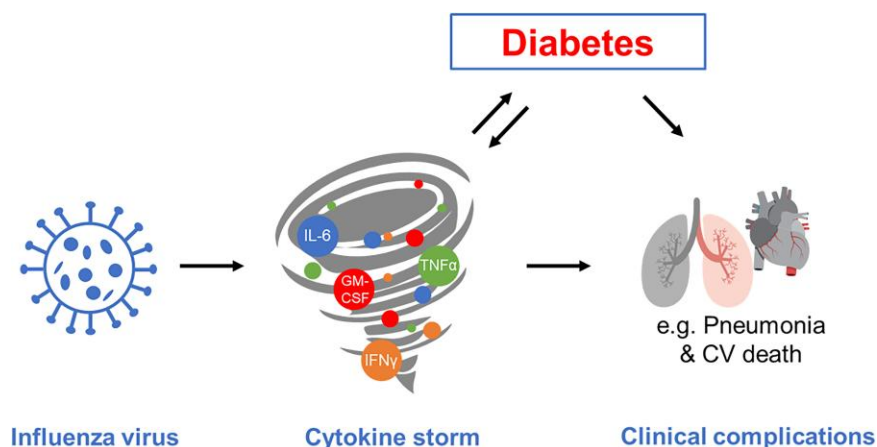 Diabetes
IL-6
TNFα
GM-
CSF
IFNγ
e.g. Pneumonia
& CV death
Influenza virus
Cytokine storm
Clinical complications